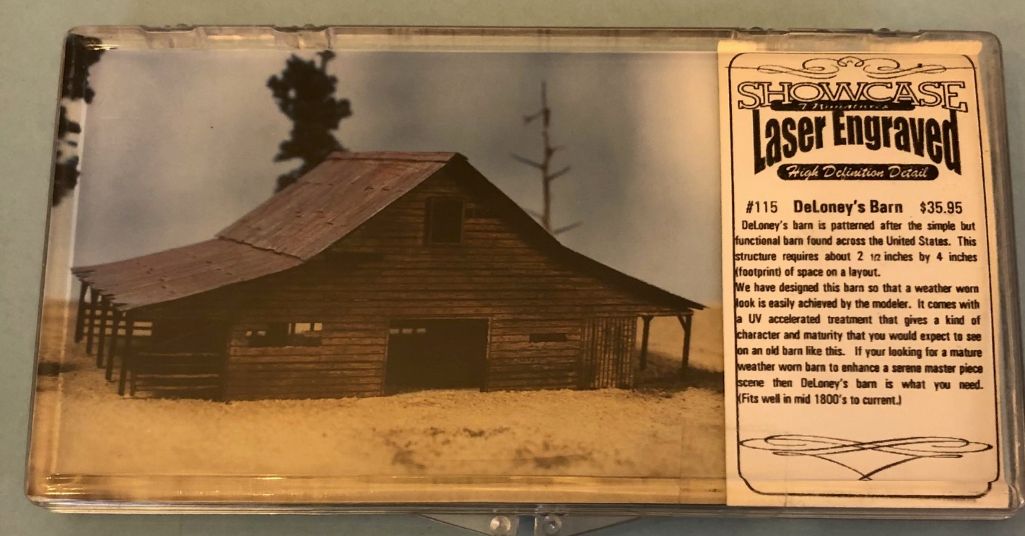 SHOWCASE
Miniatures
Laser Engraved
High Definition Detail
#115 DeLoney's Barn $35.95
DeLoney's barn is patterned after the simple but
functional barn found across the United States. This
structure requires about 2 1/2 inches by 4 inches
(footprint) of space on a layout.
We have designed this barn so that a weather worn
look is easily achieved by the modeler. It comes with
a UV accelerated treatment that gives a kind of
character and maturity that you would expect to see
on an old barn like this. If your looking for a mature
weather worn barn to enhance a serene master piece
scene then DeLoney's barn is what you need.
(Fits well in mid 1800's to current.)